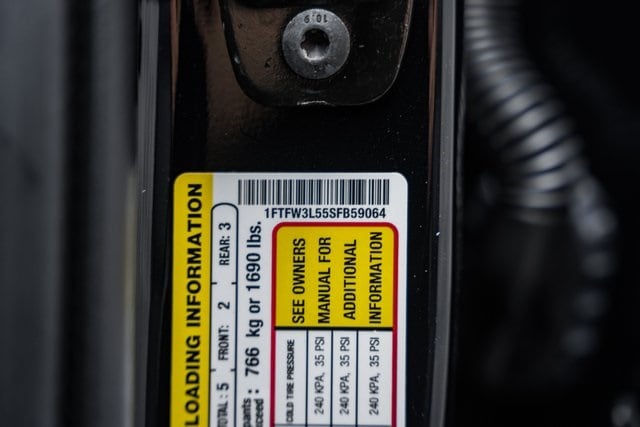 10.9
1FTFW3L55SFB59064
LOADING INFORMATION
TOTAL : 5 FRONT: 2 REAR: 3
766 kg or 1690 lbs.
SEE OWNERS
MANUAL FOR
ADDITIONAL
INFORMATION
COLD TIRE PRESSURE
240 KPA, 35 PSI
240 KPA, 35 PSI
240 KPA, 35 PSI